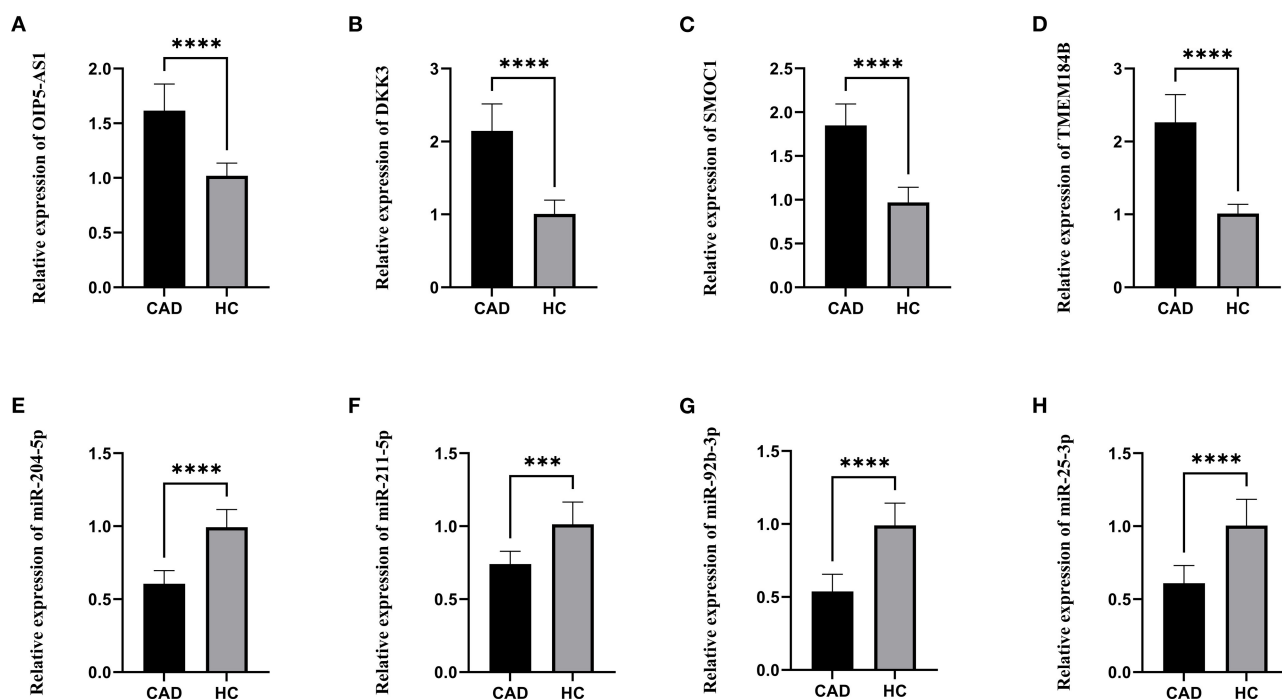 A
Relative expression of OIP5-AS1
****
2.0
1.5
1.0
0.5
0.0
CAD HC
B
Relative expression of DKK3
****
3
2
1
0
CAD HC
C
Relative expression of SMOC1
****
2.5
2.0
1.5
1.0
0.5
0.0
CAD HC
D
Relative expression of TMEM184B
****
3
2
1
0
CAD HC
E
Relative expression of miR-204-5p
****
1.5
1.0
0.5
0.0
CAD HC
F
Relative expression of miR-211-5p
***
1.5
1.0
0.5
0.0
CAD HC
G
Relative expression of miR-92b-3p
****
1.5
1.0
0.5
0.0
CAD HC
H
Relative expression of miR-25-3p
****
1.5
1.0
0.5
0.0
CAD HC